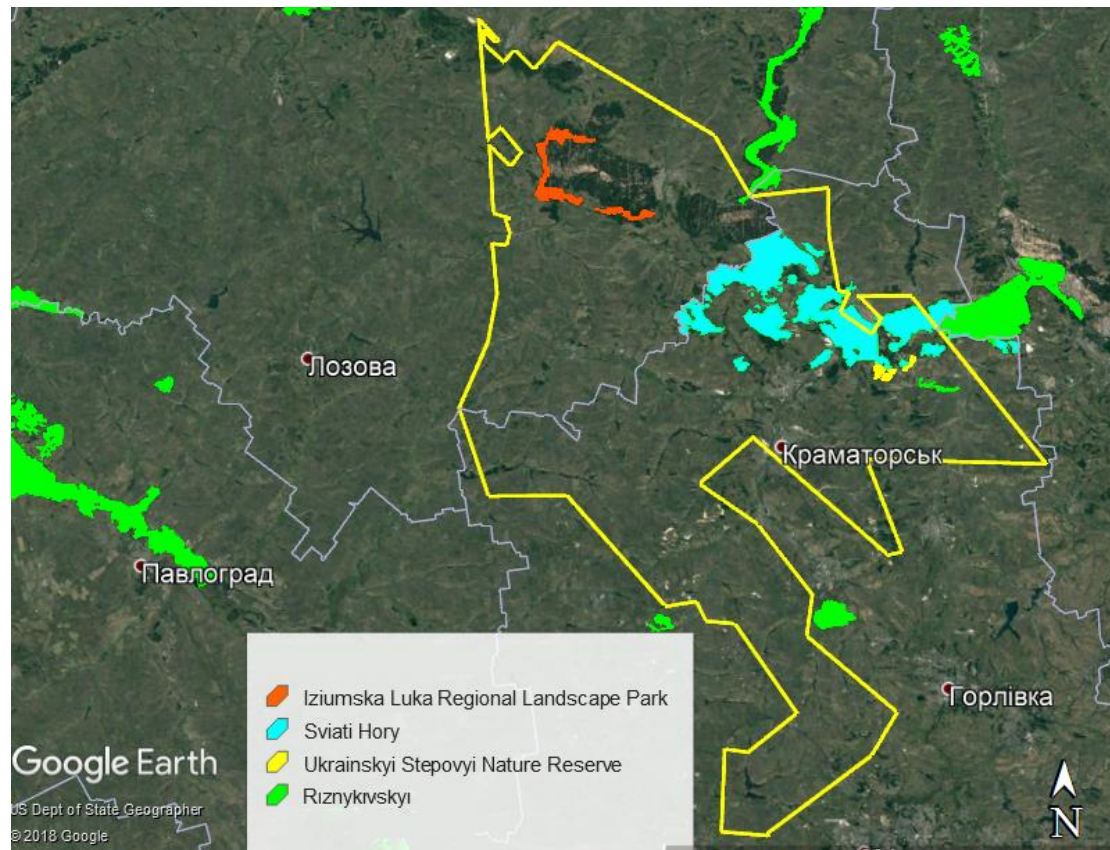 Лозова
Краматорськ
Павлоград
Горлівка
Iziumska Luka Regional Landscape Park
Sviati Hory
Ukrainskyi Stepovyi Nature Reserve
Riznykivskyi
Google Earth
US Dept of State Geographer
© 2018 Google
N